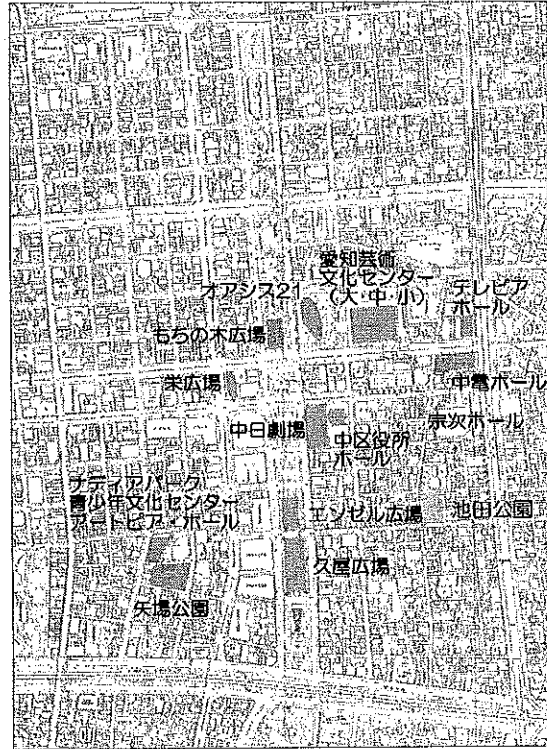 愛知芸術
文化センター
(大・中・小)
オアシス21
テレピア
ホール
もちの木広場
栄広場
中電ホール
中日劇場
宗次ホール
中区役所
ホール
ナディアパーク
青少年文化センター
アートピア・ホール
エンゼル広場
池田公園
久屋広場
矢場公園